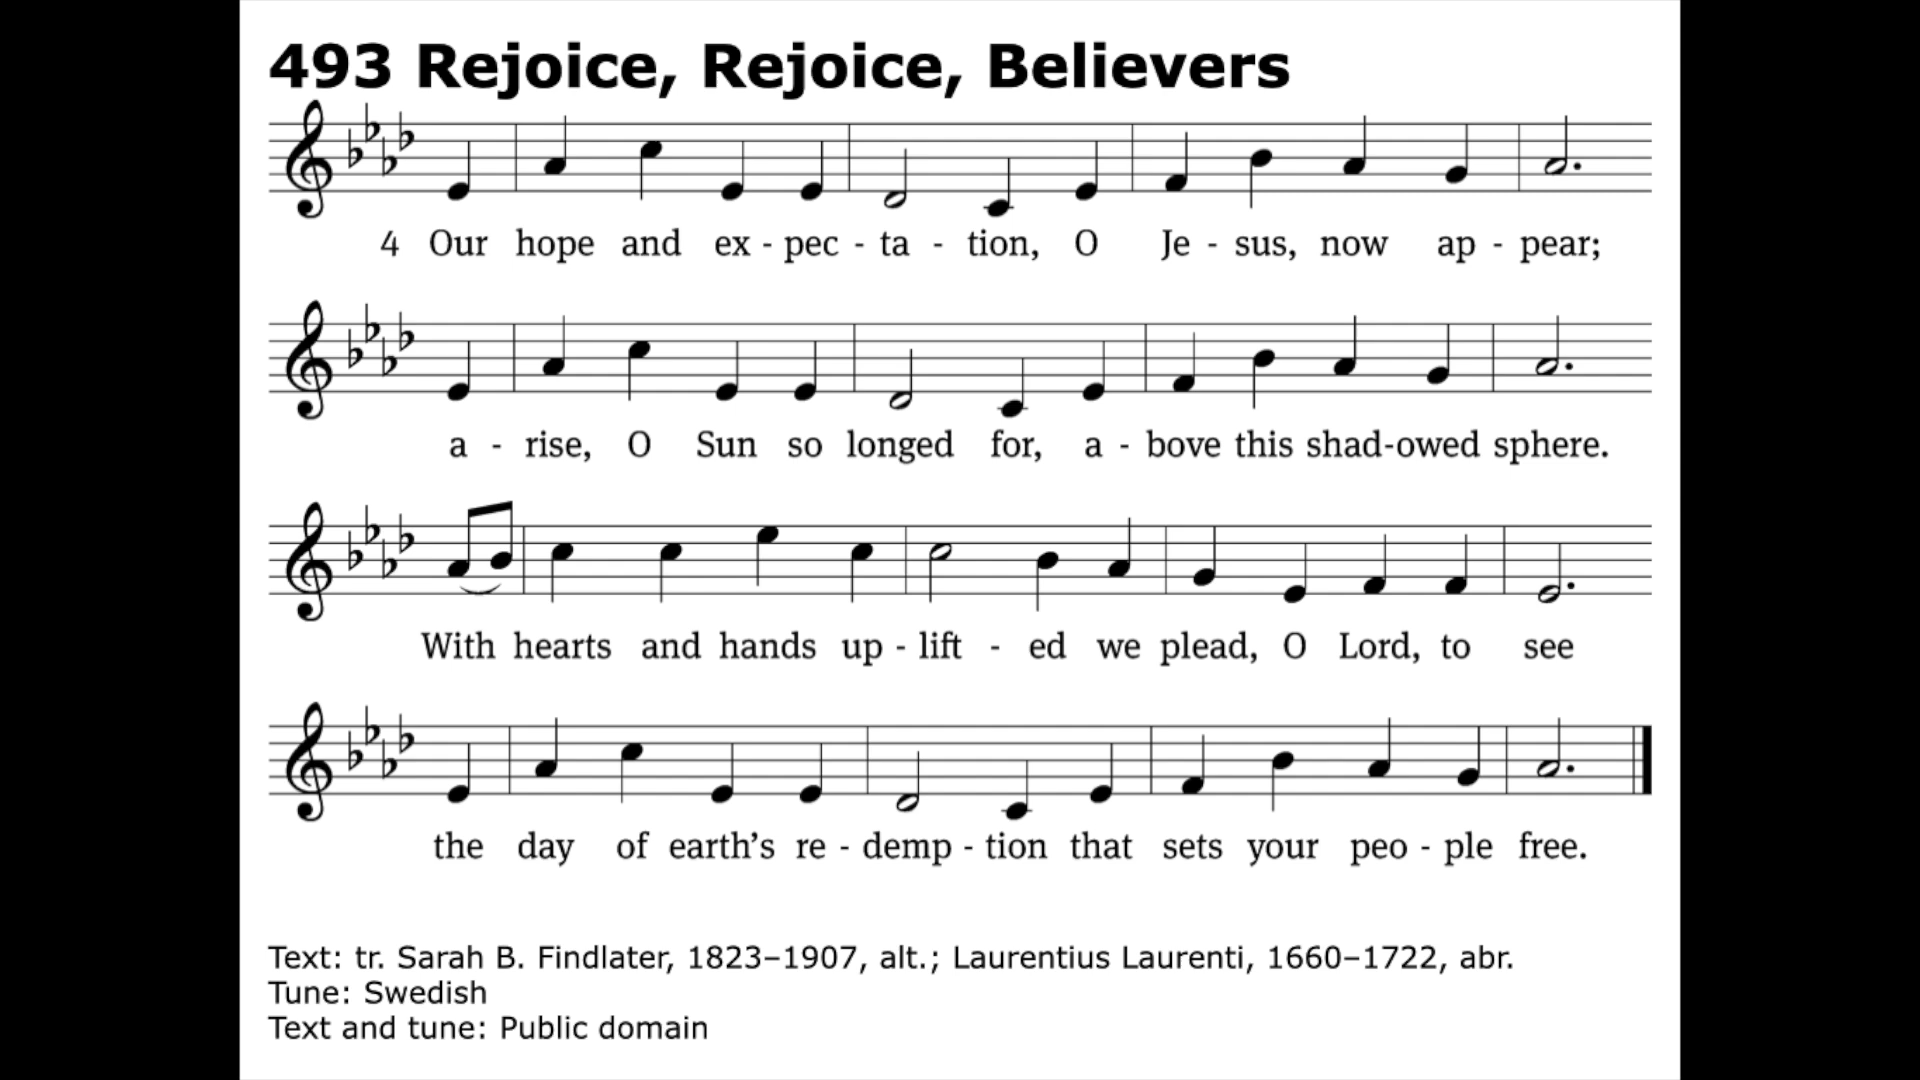 493 Rejoice, Rejoice, Believers
4 Our hope and ex - pec - ta - tion, O Je - sus, now ap - pear;
a - rise, O Sun so longed for, a - bove this shad-owed sphere.
With hearts and hands up - lift - ed we plead, O Lord, to see
the day of earth’s re - demp - tion that sets your peo - ple free.
Text: tr. Sarah B. Findlater, 1823–1907, alt.; Laurentius Laurenti, 1660–1722, abr.
Tune: Swedish
Text and tune: Public domain